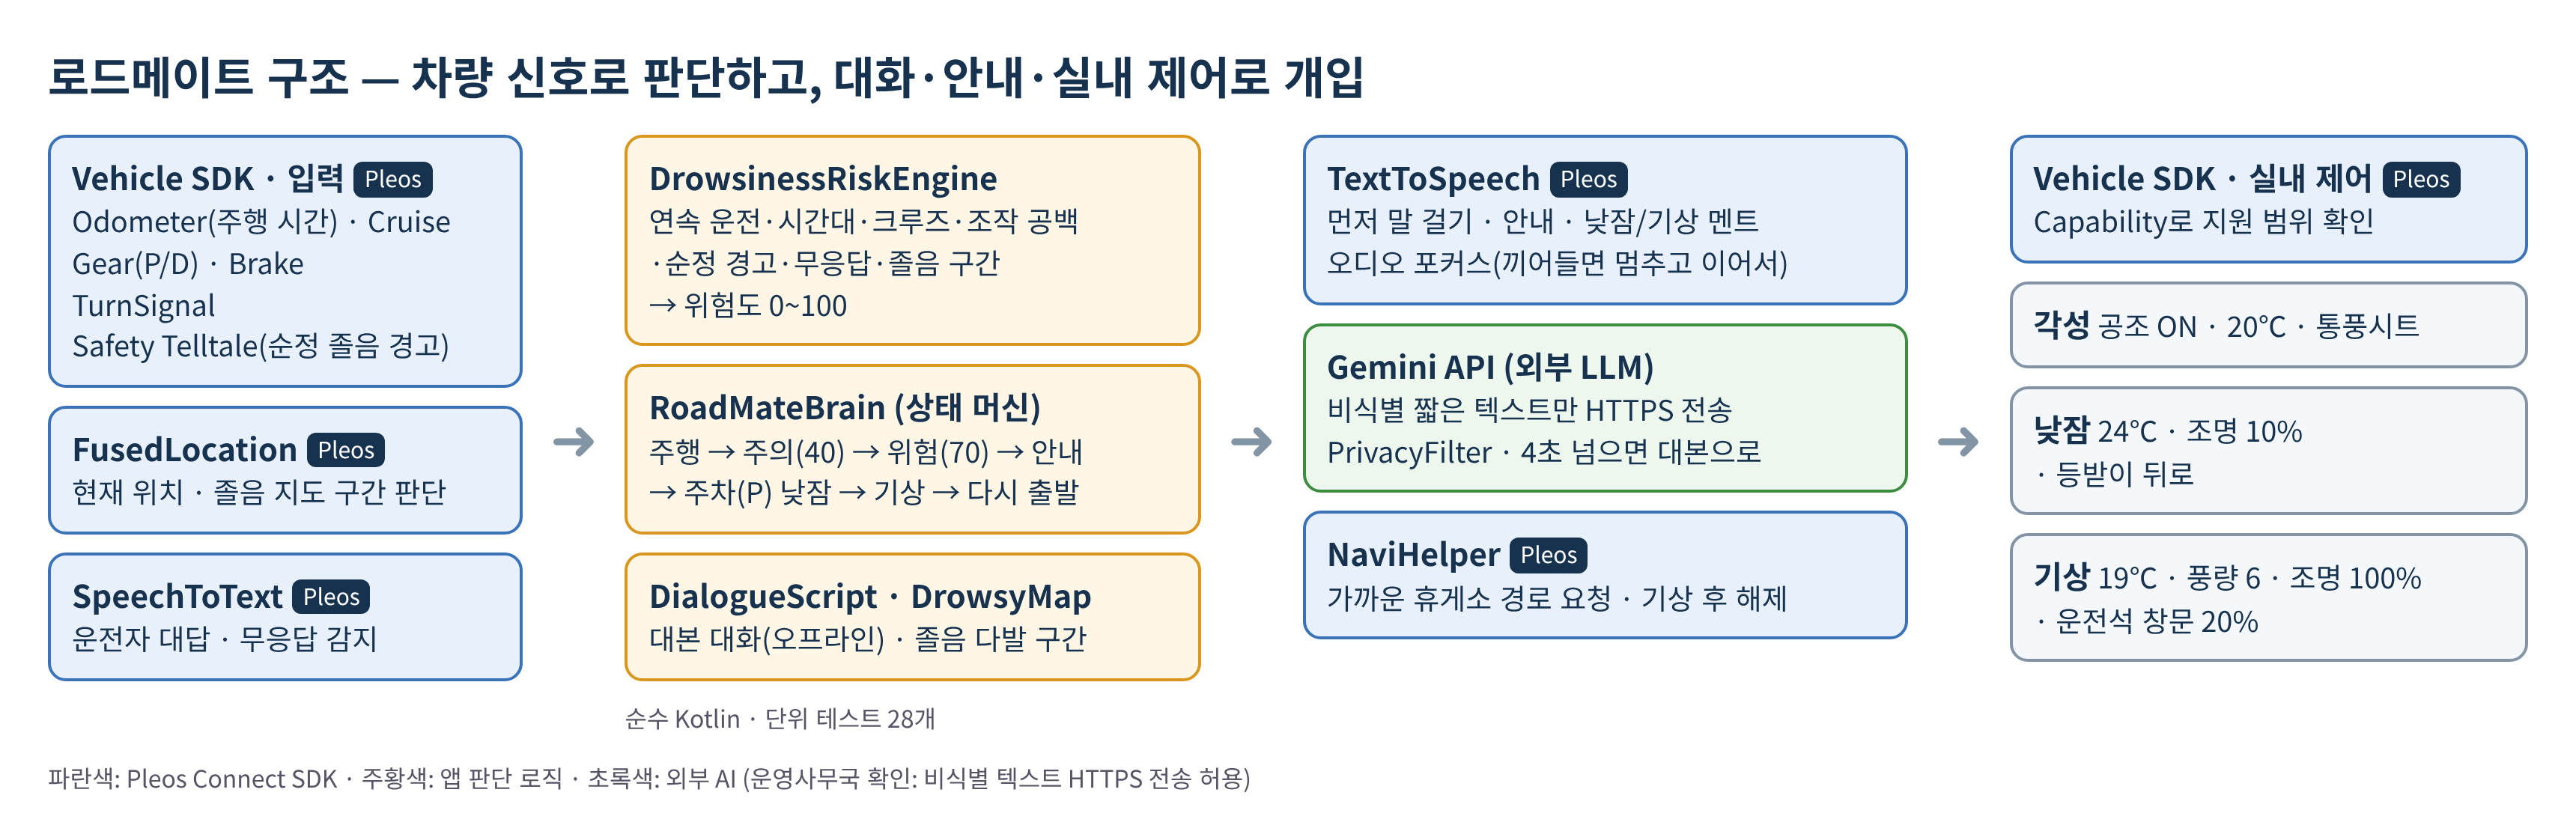 로드메이트 구조 — 차량 신호로 판단하고, 대화·안내·실내 제어로 개입
Vehicle SDK · 입력 Pleos
Odometer(주행 시간) · Cruise
Gear(P/D) · Brake
TurnSignal
Safety Telltale(순정 졸음 경고)
FusedLocation Pleos
현재 위치 · 졸음 지도 구간 판단
SpeechToText Pleos
운전자 대답 · 무응답 감지
→
DrowsinessRiskEngine
연속 운전·시간대·크루즈·조작 공백
·순정 경고·무응답·졸음 구간
→ 위험도 0~100
RoadMateBrain (상태 머신)
주행 → 주의(40) → 위험(70) → 안내
→ 주차(P) 낮잠 → 기상 → 다시 출발
DialogueScript · DrowsyMap
대본 대화(오프라인) · 졸음 다발 구간
순수 Kotlin · 단위 테스트 28개
→
TextToSpeech Pleos
먼저 말 걸기 · 안내 · 낮잠/기상 멘트
오디오 포커스(끼어들면 멈추고 이어서)
Gemini API (외부 LLM)
비식별 짧은 텍스트만 HTTPS 전송
PrivacyFilter · 4초 넘으면 대본으로
NaviHelper Pleos
가까운 휴게소 경로 요청 · 기상 후 해제
→
Vehicle SDK · 실내 제어 Pleos
Capability로 지원 범위 확인
각성 공조 ON · 20°C · 통풍시트
낮잠 24°C · 조명 10%
· 등받이 뒤로
기상 19°C · 풍량 6 · 조명 100%
· 운전석 창문 20%
파란색: Pleos Connect SDK · 주황색: 앱 판단 로직 · 초록색: 외부 AI (운영사무국 확인: 비식별 텍스트 HTTPS 전송 허용)